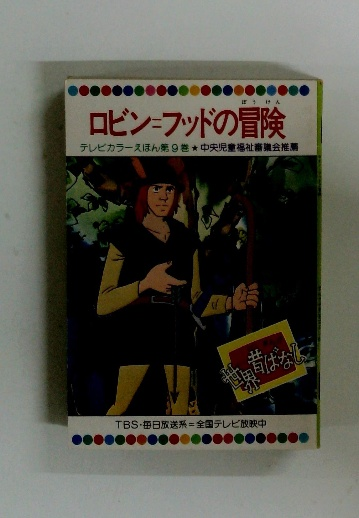 ぼうけん
ロビン=フッドの冒険
テレビカラーえほん第9巻★中央児童福祉審議会推薦
世界昔ばなし
TBS・毎日放送系=全国テレビ放映中